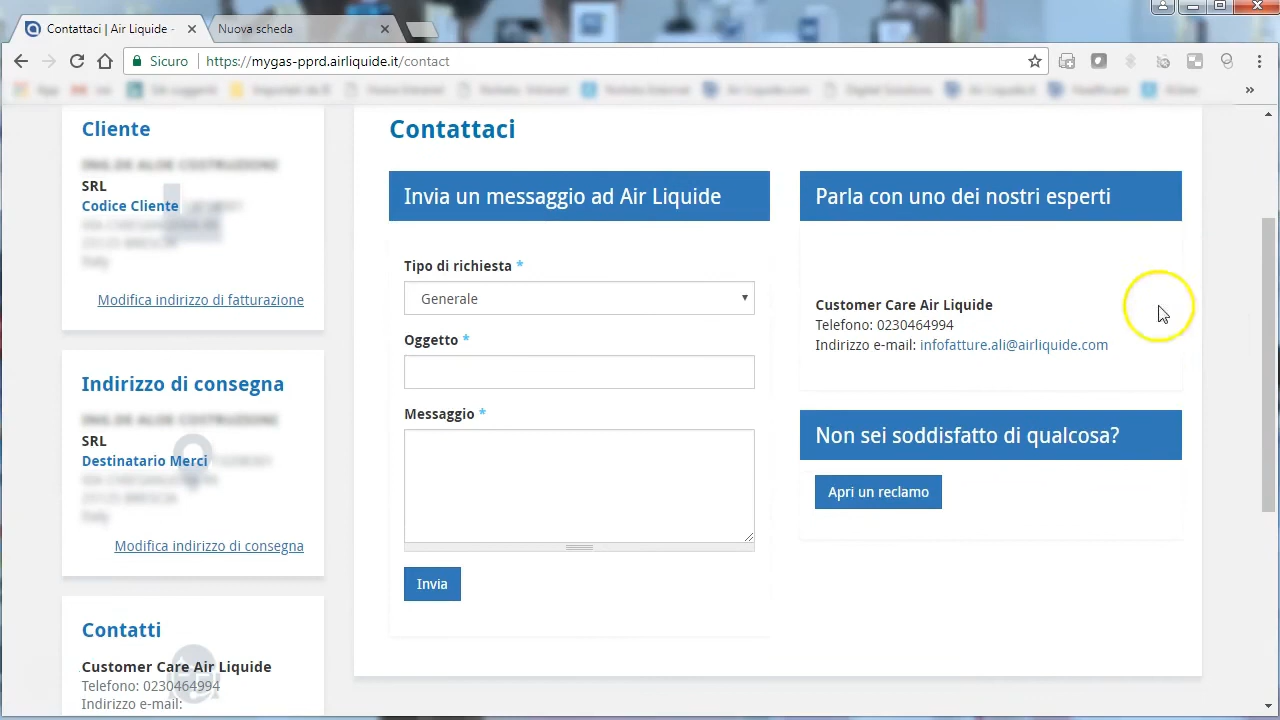 Contattaci | Air Liquide -
Nuova scheda
Sicuro
https://mygas-pprd.airliquide.it/contact
Cliente
SRL
Codice Cliente
Modifica indirizzo di fatturazione
Indirizzo di consegna
SRL
Destinatario Merci
Modifica indirizzo di consegna
Contatti
Customer Care Air Liquide
Telefono: 0230464994
Indirizzo e-mail:
Contattaci
Invia un messaggio ad Air Liquide
Tipo di richiesta *
Generale
Oggetto *
Messaggio *
Invia
Parla con uno dei nostri esperti
Customer Care Air Liquide
Telefono: 0230464994
Indirizzo e-mail: infofatture.ali@airliquide.com
Non sei soddisfatto di qualcosa?
Apri un reclamo